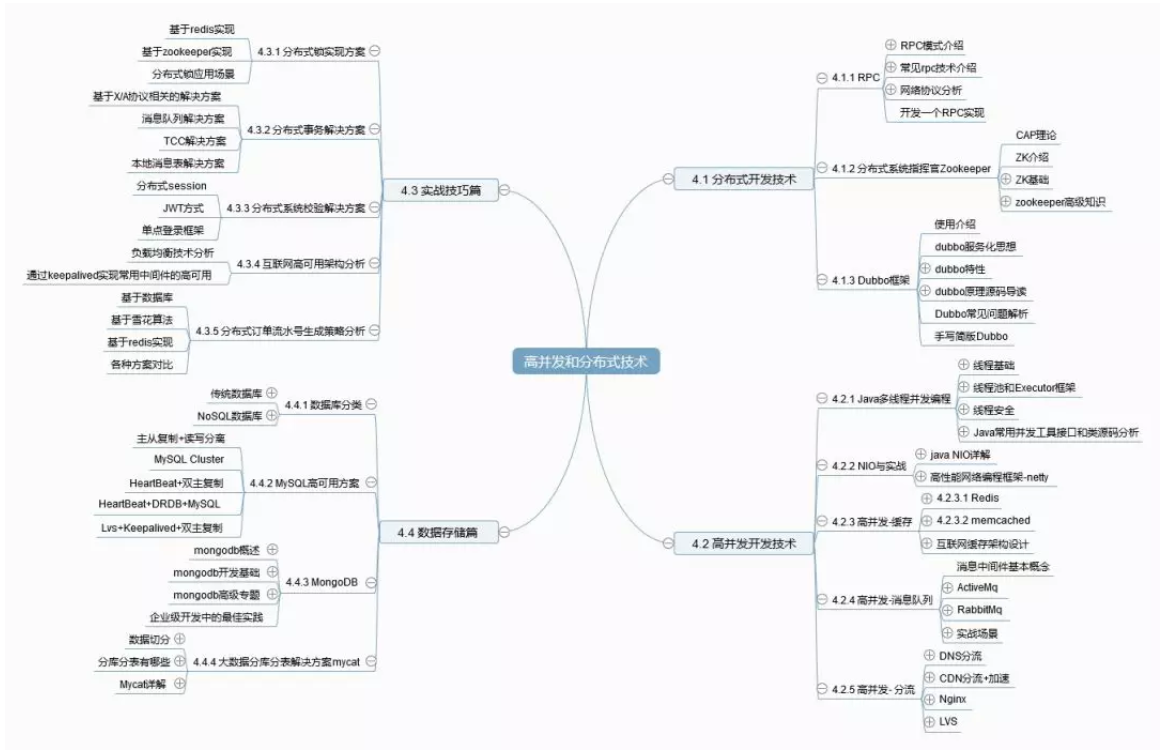 高并发和分布式技术
4.1 分布式开发技术
4.1.1 RPC
RPC模式介绍
常见rpc技术介绍
网络协议分析
开发一个RPC实现
4.1.2 分布式系统指挥官Zookeeper
CAP理论
ZK介绍
ZK基础
zookeeper高级知识
4.1.3 Dubbo框架
使用介绍
dubbo服务化思想
dubbo特性
dubbo原理源码导读
Dubbo常见问题解析
手写简版Dubbo
4.2 高并发开发技术
4.2.1 Java多线程并发编程
线程基础
线程池和Executor框架
线程安全
Java常用并发工具接口和类源码分析
4.2.2 NIO与实战
java NIO详解
高性能网络编程框架-netty
4.2.3 高并发-缓存
4.2.3.1 Redis
4.2.3.2 memcached
互联网缓存架构设计
4.2.4 高并发-消息队列
消息中间件基本概念
ActiveMq
RabbitMq
实战场景
4.2.5 高并发- 分流
DNS分流
CDN分流+加速
Nginx
LVS
4.3 实战技巧篇
4.3.1 分布式锁实现方案
基于redis实现
基于zookeeper实现
分布式锁应用场景
4.3.2 分布式事务解决方案
基于X/A协议相关的解决方案
消息队列解决方案
TCC解决方案
本地消息表解决方案
4.3.3 分布式系统校验解决方案
分布式session
JWT方式
单点登录框架
4.3.4 互联网高可用架构分析
负载均衡技术分析
通过keepalived实现常用中间件的高可用
4.3.5 分布式订单流水号生成策略分析
基于数据库
基于雪花算法
基于redis实现
各种方案对比
4.4 数据存储篇
4.4.1 数据库分类
传统数据库
NoSQL数据库
4.4.2 MySQL高可用方案
主从复制+读写分离
MySQL Cluster
HeartBeat+双主复制
HeartBeat+DRDB+MySQL
Lvs+Keepalived+双主复制
4.4.3 MongoDB
mongodb概述
mongodb开发基础
mongodb高级专题
企业级开发中的最佳实践
4.4.4 大数据分库分表解决方案mycat
数据切分
分库分表有哪些
Mycat详解